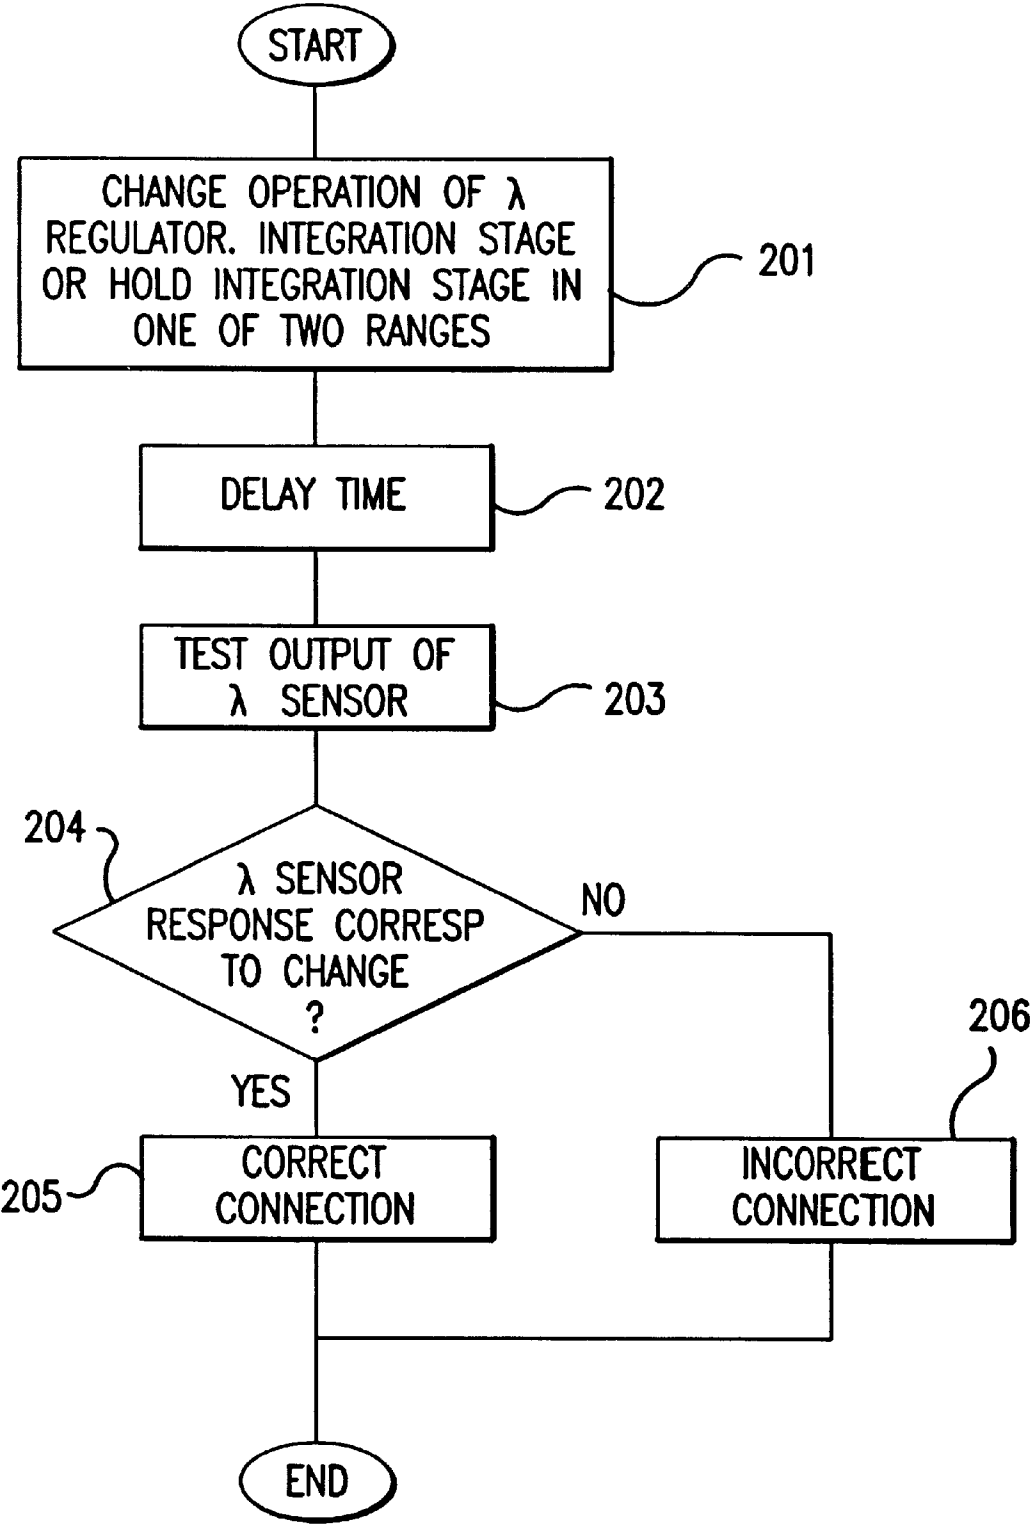 START
CHANGE OPERATION OF λ
REGULATOR. INTEGRATION STAGE
OR HOLD INTEGRATION STAGE IN
ONE OF TWO RANGES
201
DELAY TIME
202
TEST OUTPUT OF
λ SENSOR
203
204
λ SENSOR
RESPONSE CORRESP
TO CHANGE
?
NO
YES
206
CORRECT
CONNECTION
205
INCORRECT
CONNECTION
END